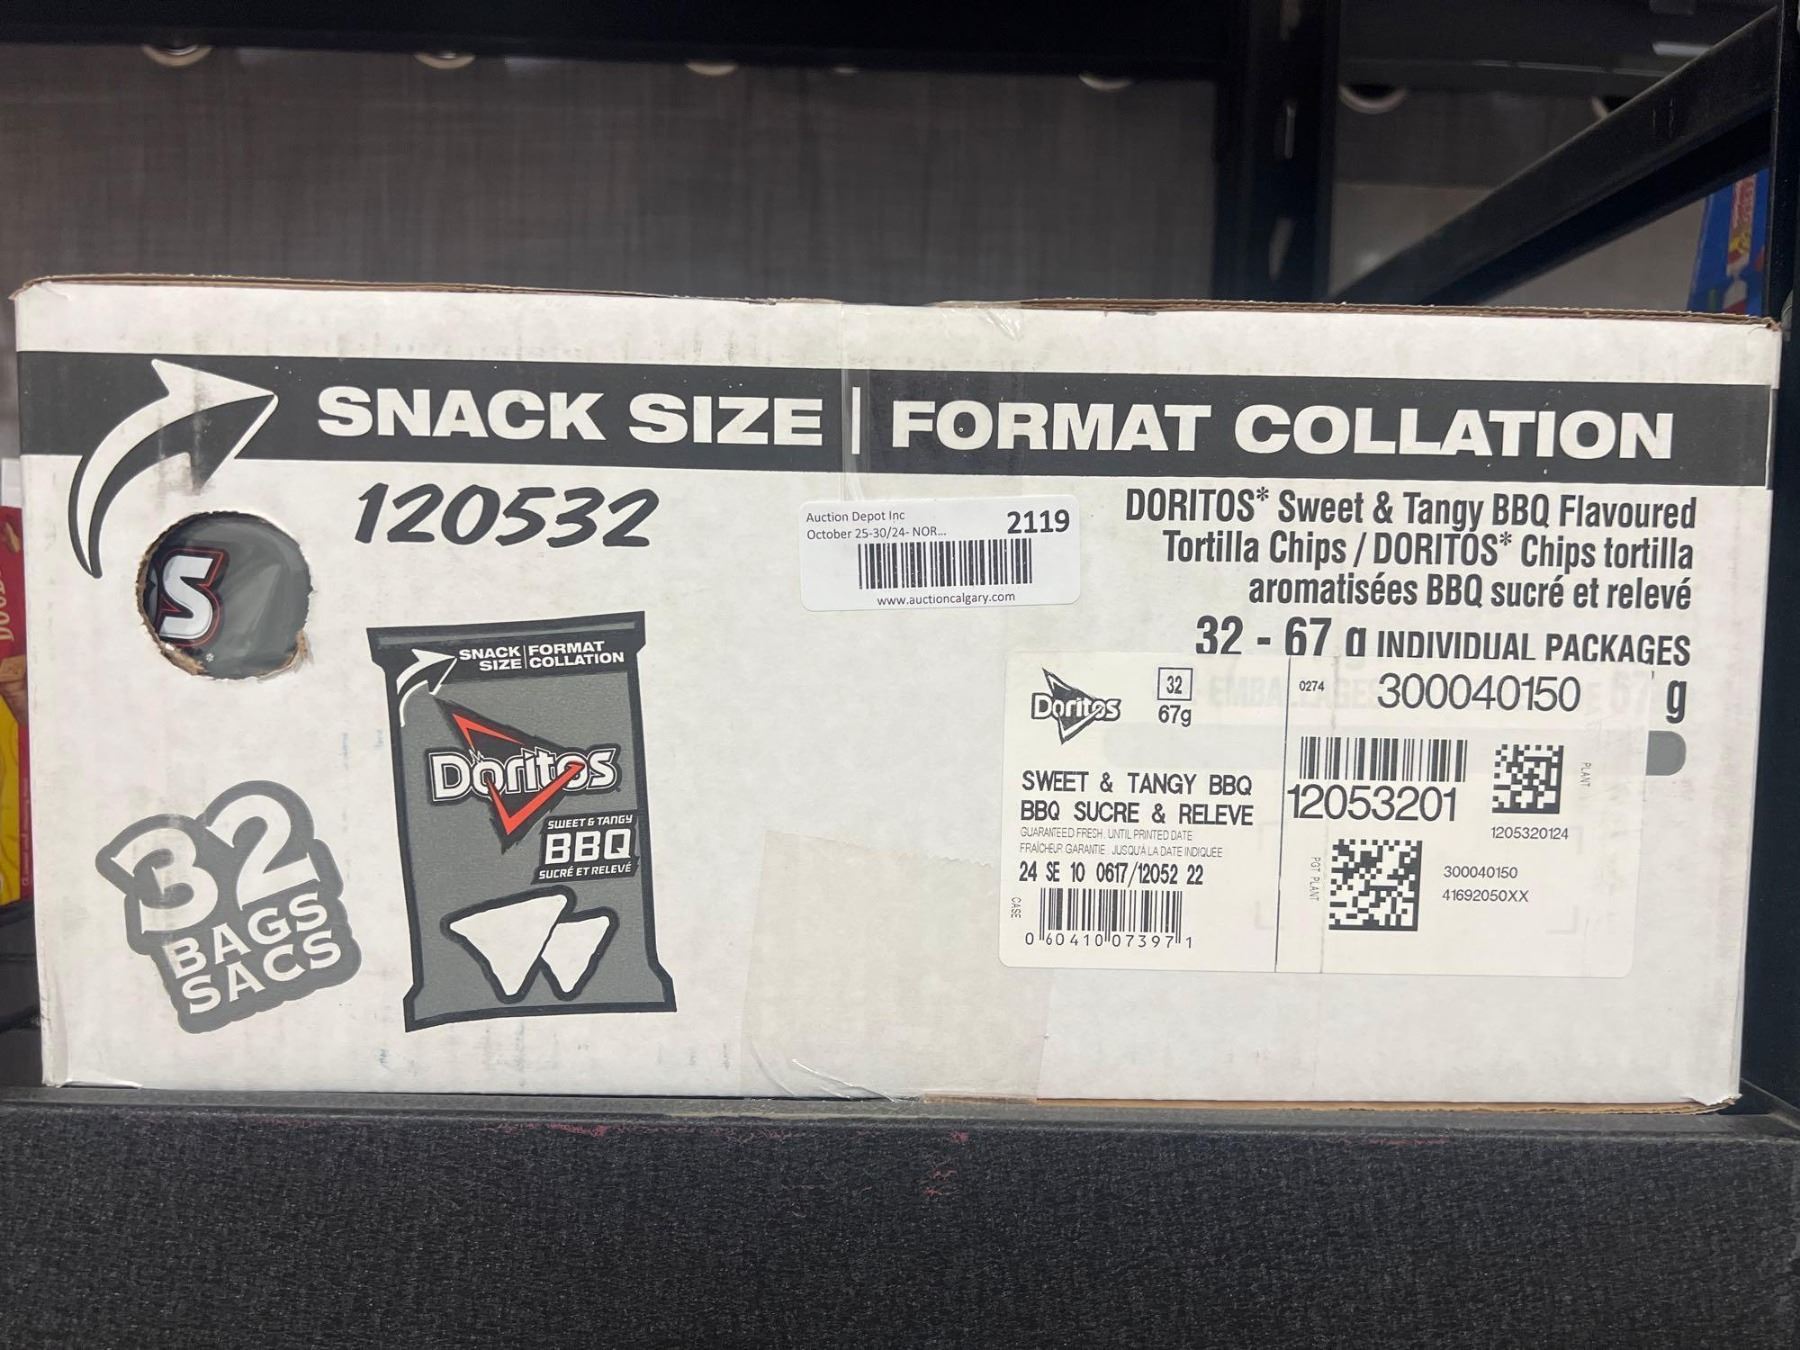 SNACK SIZE | FORMAT COLLATION
120532
S
Auction Depot Inc
October 25-30/24- NOR...
2119
www.auctioncalgary.com
DORITOS* Sweet & Tangy BBQ Flavoured
Tortilla Chips / DORITOS* Chips tortilla
aromatisées BBQ sucré et relevé
32 - 67 g INDIVIDUAL PACKAGES
g
SNACK SIZE | FORMAT COLLATION
Doritos
SWEET & TANGY
BBQ
SUCRÉ ET RELEVÉ
32
BAGS
SACS
Doritos
32
67g
SWEET & TANGY BBQ
BBQ SUCRE & RELEVE
GUARANTEED FRESH UNTIL PRINTED DATE
FRAÎCHEUR GARANTIE JUSQU'À LA DATE INDIQUÉE
24 SE 10 0617/12052 22
CASE
0 60410 07397 1
0274
300040150
12053201
PLANT
1205320124
PGT PLANT
300040150
41692050XX